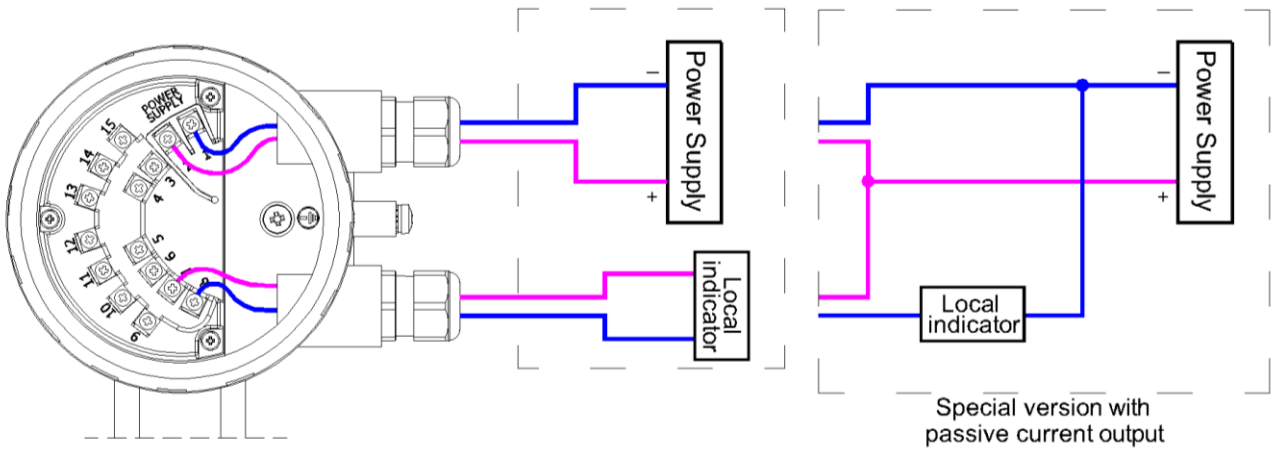 POWER
SUPPLY
15
14
13
12
11
10
9
1
2
3
4
5
6
7
8
−
Power Supply
+
Local
indicator
−
Power Supply
+
Local
indicator
Special version with
passive current output